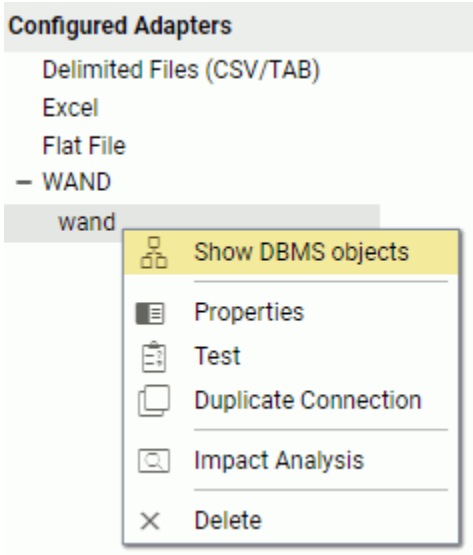 Configured Adapters
Delimited Files (CSV/TAB)
Excel
Flat File
WAND
wand
Show DBMS objects
Properties
Test
Duplicate Connection
Impact Analysis
Delete